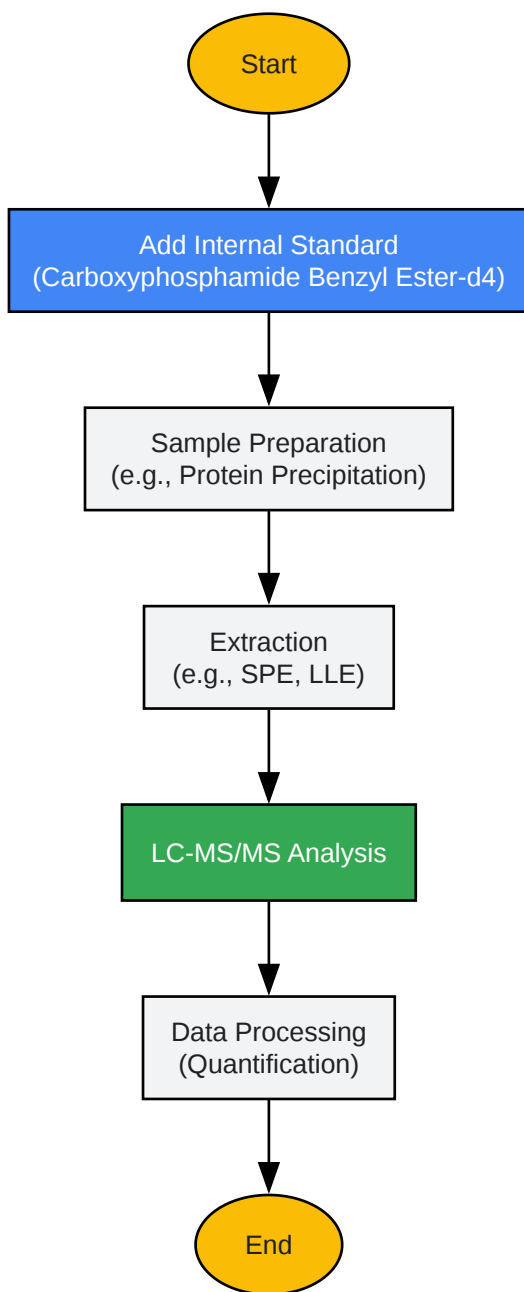 Start
Add Internal Standard
(Carboxyphosphamide Benzyl Ester-d4)
Sample Preparation
(e.g., Protein Precipitation)
Extraction
(e.g., SPE, LLE)
LC-MS/MS Analysis
Data Processing
(Quantification)
End